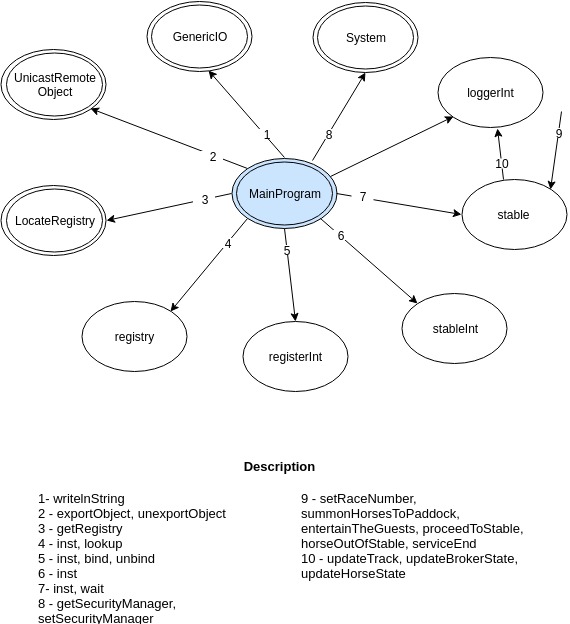 GenericIO
System
UnicastRemote
Object
loggerInt
1
8
9
2
10
MainProgram
3
7
LocateRegistry
stable
4
5
6
registry
registerInt
stableInt
Description
1- writelnString
2 - exportObject, unexportObject
3 - getRegistry
4 - inst, lookup
5 - inst, bind, unbind
6 - inst
7- inst, wait
8 - getSecurityManager,
setSecurityManager
9 - setRaceNumber,
summonHorsesToPaddock,
entertainTheGuests, proceedToStable,
horseOutOfStable, serviceEnd
10 - updateTrack, updateBrokerState,
updateHorseState